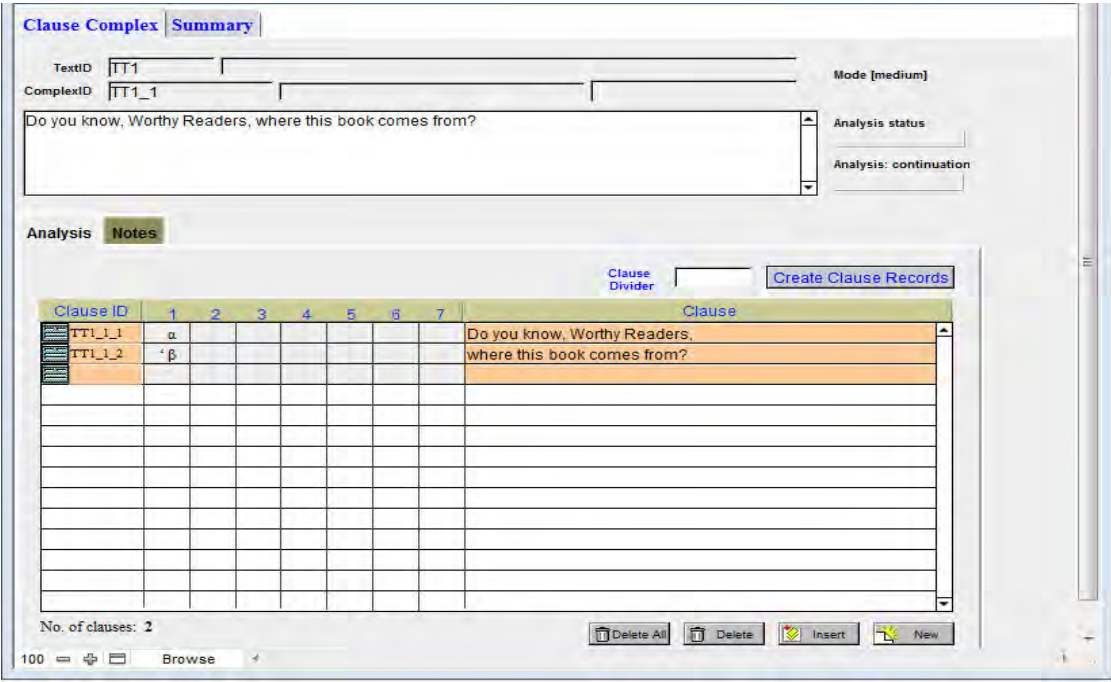 Clause Complex Summary
TextID TT1
Mode [medium]
ComplexID TT1_1
Do you know, Worthy Readers, where this book comes from?
Analysis status
Analysis: continuation
Analysis Notes
Clause Divider
Create Clause Records
Clause ID 1 2 3 4 5 6 7 Clause
TT1_1_1 α Do you know, Worthy Readers,
TT1_1_2 ‘β where this book comes from?
No. of clauses: 2
Delete All Delete Insert New
100 Browse